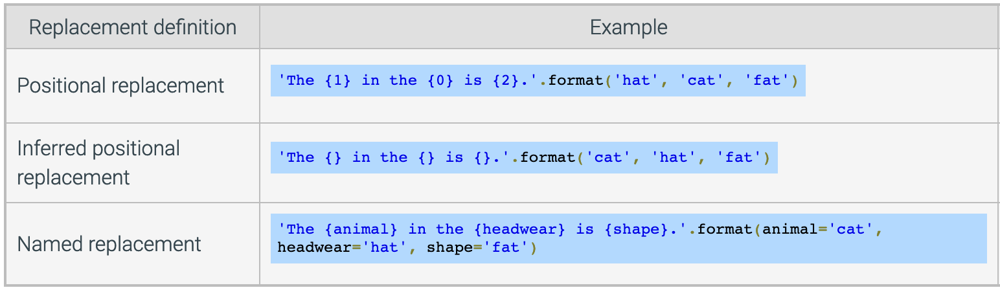 Replacement definition
Example
Positional replacement
'The {1} in the {0} is {2}.'.format('hat', 'cat', 'fat')
Inferred positional
replacement
'The {} in the {} is {}.'.format('cat', 'hat', 'fat')
Named replacement
'The {animal} in the {headwear} is {shape}.'.format(animal='cat',
headwear='hat', shape='fat')